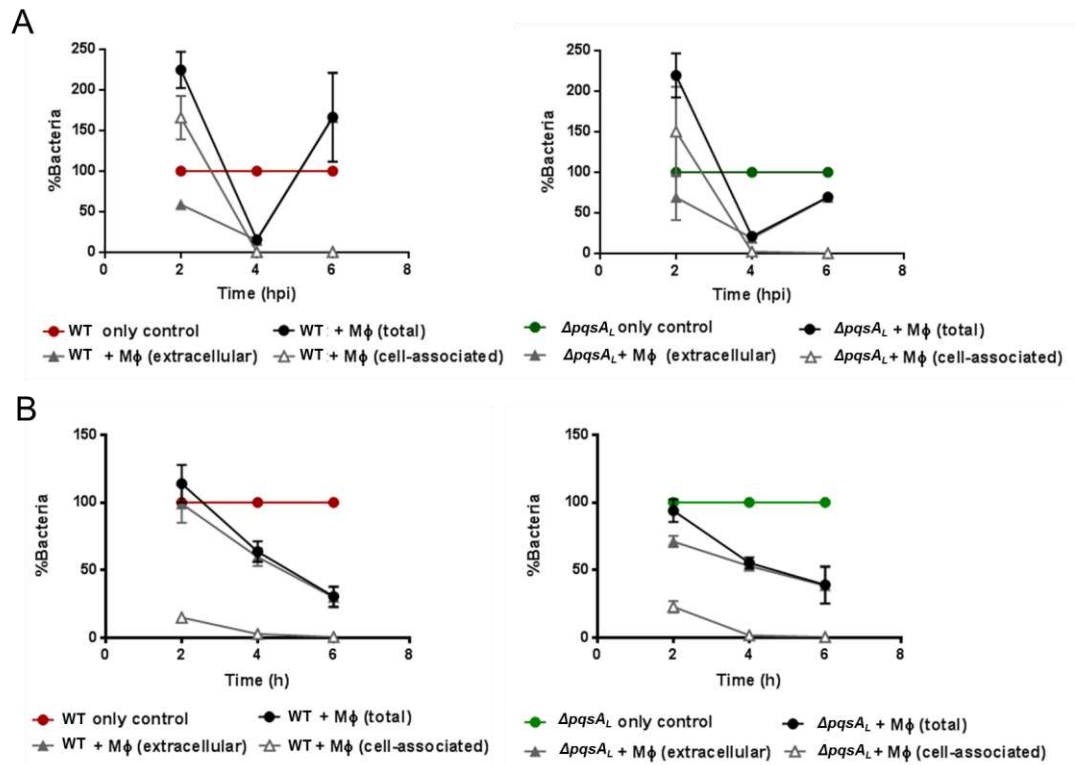 A
250
200
150
100
50
0
%Bacteria
0 2 4 6 8
Time (hpi)
WT only control
WT + Mϕ (total)
WT + Mϕ (extracellular)
WT + Mϕ (cell-associated)
250
200
150
100
50
0
%Bacteria
0 2 4 6 8
Time (hpi)
ΔpqsAL only control
ΔpqsAL + Mϕ (total)
ΔpqsAL + Mϕ (extracellular)
ΔpqsAL + Mϕ (cell-associated)
B
150
100
50
0
%Bacteria
0 2 4 6 8
Time (h)
WT only control
WT + Mϕ (total)
WT + Mϕ (extracellular)
WT + Mϕ (cell-associated)
150
100
50
0
%Bacteria
0 2 4 6 8
Time (h)
ΔpqsAL only control
ΔpqsAL + Mϕ (total)
ΔpqsAL + Mϕ (extracellular)
ΔpqsAL + Mϕ (cell-associated)